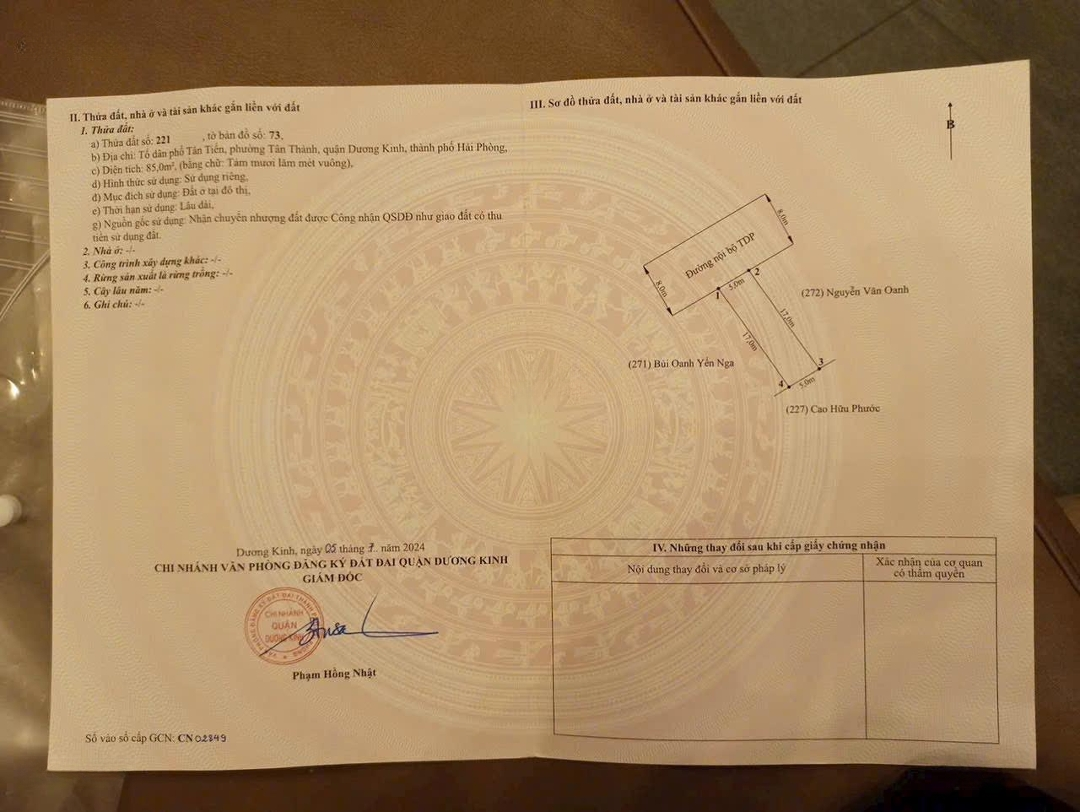 II. Thửa đất, nhà ở và tài sản khác gắn liền với đất
1. Thửa đất:
a) Thửa đất số: 221 , tờ bản đồ số: 73,
b) Địa chỉ: Tổ dân phố Tân Tiến, phường Tân Thành, quận Dương Kinh, thành phố Hải Phòng,
c) Diện tích: 85,0m², (bằng chữ: Tám mươi lăm mét vuông),
d) Hình thức sử dụng: Sử dụng riêng,
đ) Mục đích sử dụng: Đất ở tại đô thị,
e) Thời hạn sử dụng: Lâu dài,
g) Nguồn gốc sử dụng: Nhận chuyển nhượng đất được Công nhận QSDĐ như giao đất có thu
tiền sử dụng đất.
2. Nhà ở: -/-
3. Công trình xây dựng khác: -/-
4. Rừng sản xuất là rừng trồng: -/-
5. Cây lâu năm: -/-
6. Ghi chú: -/-
Dương Kinh, ngày 05 tháng 7. năm 2024
CHI NHÁNH VĂN PHÒNG ĐĂNG KÝ ĐẤT ĐAI QUẬN DƯƠNG KINH
GIÁM ĐỐC
CHI NHÁNH
QUẬN
DƯƠNG KINH
Phạm Hồng Nhật
Số vào sổ cấp GCN: CN 02849
III. Sơ đồ thửa đất, nhà ở và tài sản khác gắn liền với đất
B
8,0m
Đường nội bộ TDP
8,0m
2
5,0m
1
(272) Nguyễn Văn Oanh
17,0m
17,0m
(271) Bùi Oanh Yến Nga
3
4
5,0m
(227) Cao Hữu Phước
IV. Những thay đổi sau khi cấp giấy chứng nhận
Nội dung thay đổi và cơ sở pháp lý
Xác nhận của cơ quan
có thẩm quyền